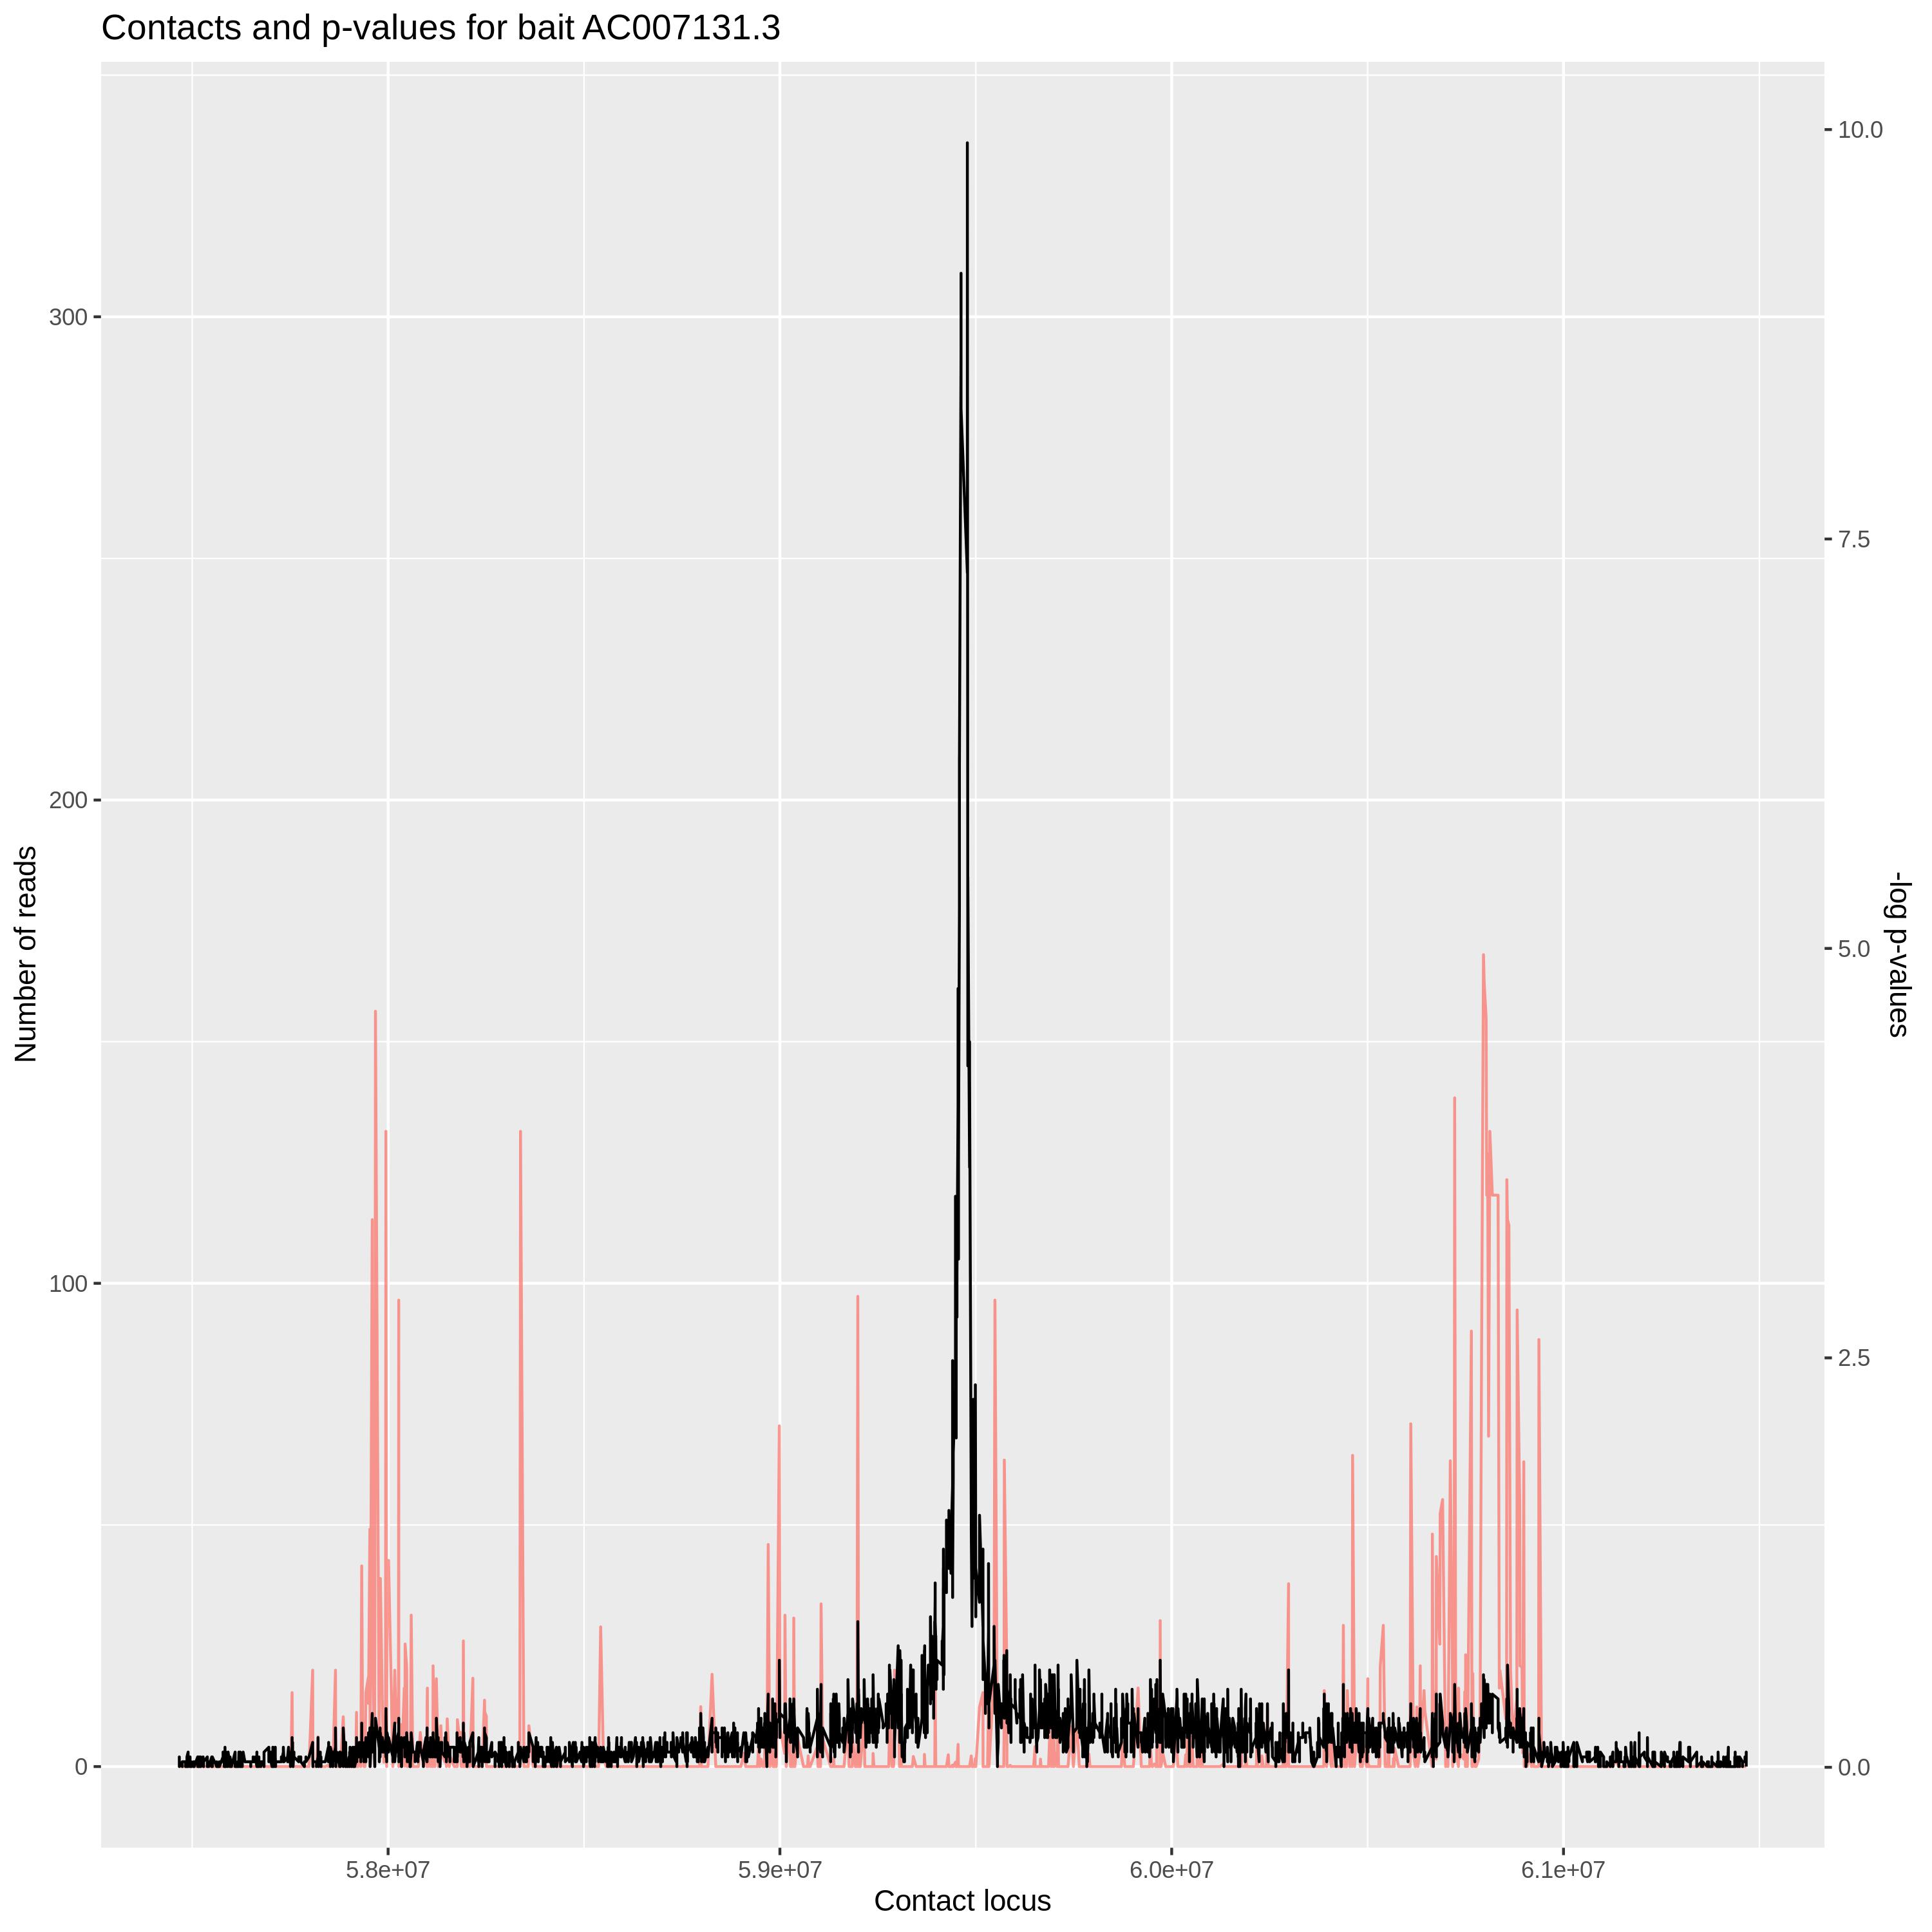 Contacts and p-values for bait AC007131.3
Number of reads
300
200
100
0
10.0
7.5
5.0
2.5
0.0
-log p-values
5.8e+07
5.9e+07
6.0e+07
6.1e+07
Contact locus